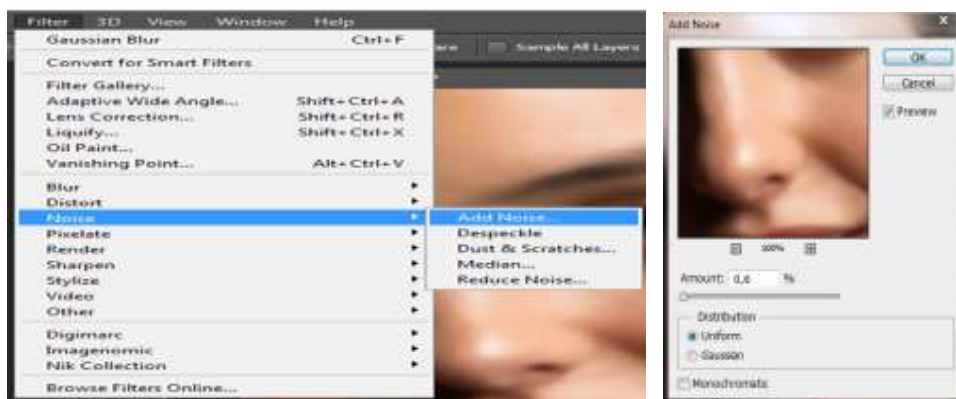 Filter 3D View Window Help
Gaussian Blur Ctrl+F
Sample All Layers
Convert for Smart Filters
Filter Gallery...
Adaptive Wide Angle... Shift+Ctrl+A
Lens Correction... Shift+Ctrl+R
Liquify... Shift+Ctrl+X
Oil Paint...
Vanishing Point... Alt+Ctrl+V
Blur
Distort
Noise
Pixelate
Render
Sharpen
Stylize
Video
Other
Digimarc
Imagenomic
Nik Collection
Browse Filters Online...
Add Noise...
Despeckle
Dust & Scratches...
Median...
Reduce Noise...
Add Noise
OK
Cancel
Preview
100%
Amount: 0,6 %
Distribution
Uniform
Gaussian
Monochromatic